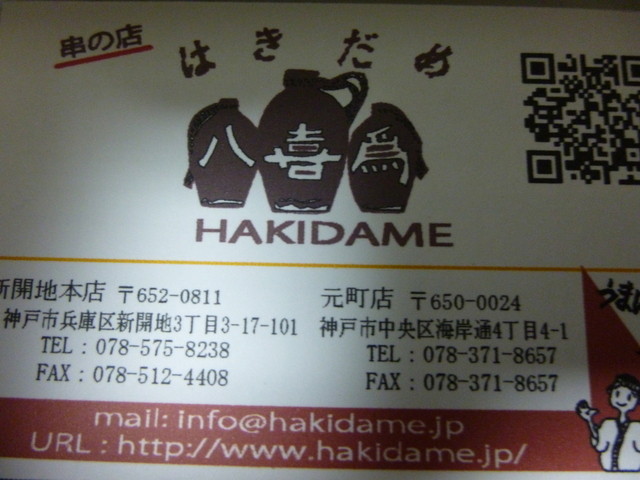 串の店
はきだめ
八喜為
HAKIDAME
新開地本店 〒652-0811
神戸市兵庫区新開地3丁目3-17-101
TEL：078-575-8238
FAX：078-512-4408
元町店 〒650-0024
神戸市中央区海岸通4丁目4-1
TEL：078-371-8657
FAX：078-371-8657
うまい
mail: info@hakidame.jp
URL：http://www.hakidame.jp/